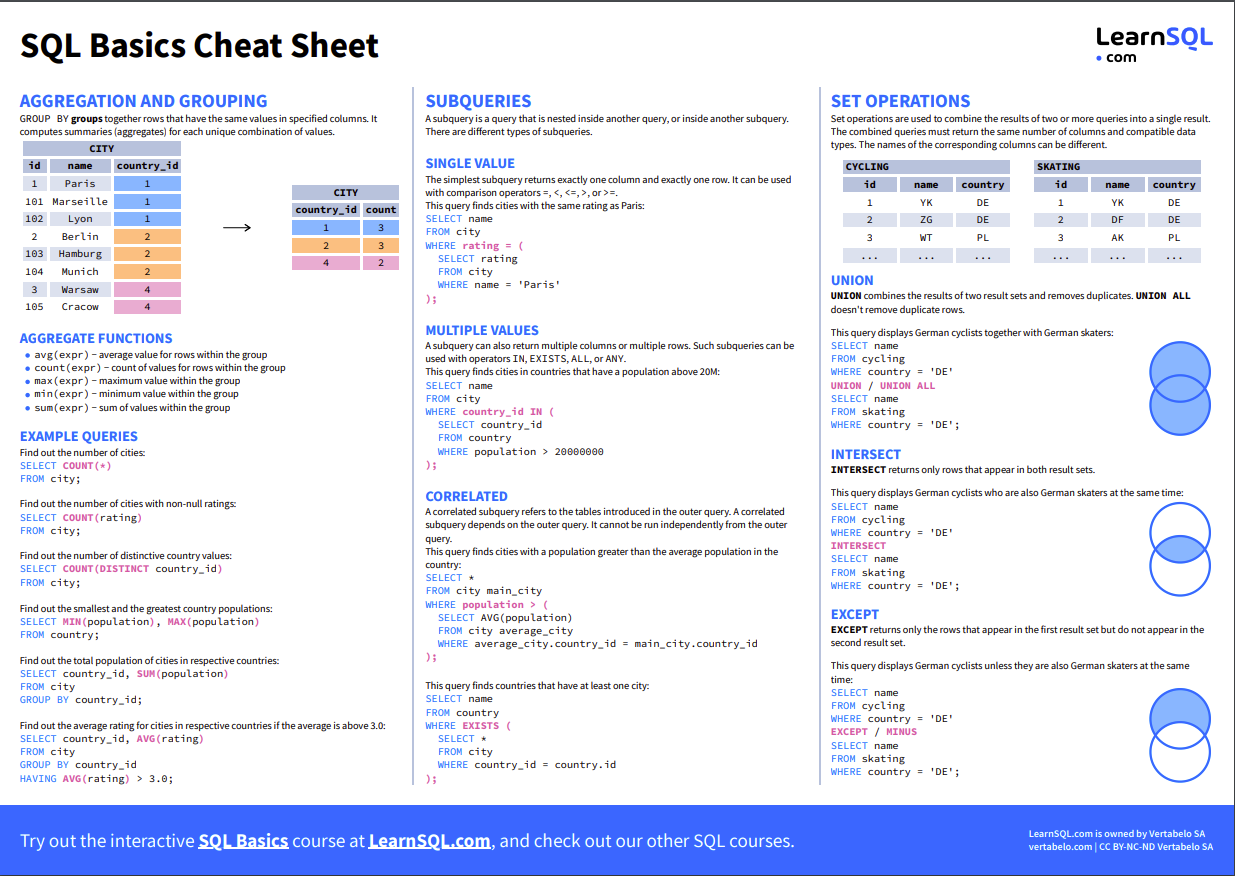 SQL Basics Cheat Sheet
LearnSQL
• com
AGGREGATION AND GROUPING
GROUP BY groups together rows that have the same values in specified columns. It
computes summaries (aggregates) for each unique combination of values.
CITY
id name country_id
1 Paris 1
101 Marseille 1
102 Lyon 1
2 Berlin 2
103 Hamburg 2
104 Munich 2
3 Warsaw 4
105 Cracow 4
→
CITY
country_id count
1 3
2 3
4 2
AGGREGATE FUNCTIONS
• avg(expr) − average value for rows within the group
• count(expr) − count of values for rows within the group
• max(expr) − maximum value within the group
• min(expr) − minimum value within the group
• sum(expr) − sum of values within the group
EXAMPLE QUERIES
Find out the number of cities:
SELECT COUNT(*)
FROM city;
Find out the number of cities with non-null ratings:
SELECT COUNT(rating)
FROM city;
Find out the number of distinctive country values:
SELECT COUNT(DISTINCT country_id)
FROM city;
Find out the smallest and the greatest country populations:
SELECT MIN(population), MAX(population)
FROM country;
Find out the total population of cities in respective countries:
SELECT country_id, SUM(population)
FROM city
GROUP BY country_id;
Find out the average rating for cities in respective countries if the average is above 3.0:
SELECT country_id, AVG(rating)
FROM city
GROUP BY country_id
HAVING AVG(rating) > 3.0;
SUBQUERIES
A subquery is a query that is nested inside another query, or inside another subquery.
There are different types of subqueries.
SINGLE VALUE
The simplest subquery returns exactly one column and exactly one row. It can be used
with comparison operators =, <, <=, >, or >=.
This query finds cities with the same rating as Paris:
SELECT name
FROM city
WHERE rating = (
SELECT rating
FROM city
WHERE name = 'Paris'
);
MULTIPLE VALUES
A subquery can also return multiple columns or multiple rows. Such subqueries can be
used with operators IN, EXISTS, ALL, or ANY.
This query finds cities in countries that have a population above 20M:
SELECT name
FROM city
WHERE country_id IN (
SELECT country_id
FROM country
WHERE population > 20000000
);
CORRELATED
A correlated subquery refers to the tables introduced in the outer query. A correlated
subquery depends on the outer query. It cannot be run independently from the outer
query.
This query finds cities with a population greater than the average population in the
country:
SELECT *
FROM city main_city
WHERE population > (
SELECT AVG(population)
FROM city average_city
WHERE average_city.country_id = main_city.country_id
);
This query finds countries that have at least one city:
SELECT name
FROM country
WHERE EXISTS (
SELECT *
FROM city
WHERE country_id = country.id
);
SET OPERATIONS
Set operations are used to combine the results of two or more queries into a single result.
The combined queries must return the same number of columns and compatible data
types. The names of the corresponding columns can be different.
CYCLING
id name country
1 YK DE
2 ZG DE
3 WT PL
... ... ...
SKATING
id name country
1 YK DE
2 DF DE
3 AK PL
... ... ...
UNION
UNION combines the results of two result sets and removes duplicates. UNION ALL
doesn't remove duplicate rows.
This query displays German cyclists together with German skaters:
SELECT name
FROM cycling
WHERE country = 'DE'
UNION / UNION ALL
SELECT name
FROM skating
WHERE country = 'DE';
INTERSECT
INTERSECT returns only rows that appear in both result sets.
This query displays German cyclists who are also German skaters at the same time:
SELECT name
FROM cycling
WHERE country = 'DE'
INTERSECT
SELECT name
FROM skating
WHERE country = 'DE';
EXCEPT
EXCEPT returns only the rows that appear in the first result set but do not appear in the
second result set.
This query displays German cyclists unless they are also German skaters at the same
time:
SELECT name
FROM cycling
WHERE country = 'DE'
EXCEPT / MINUS
SELECT name
FROM skating
WHERE country = 'DE';
Try out the interactive SQL Basics course at LearnSQL.com, and check out our other SQL courses.
LearnSQL.com is owned by Vertabelo SA
vertabelo.com | CC BY-NC-ND Vertabelo SA